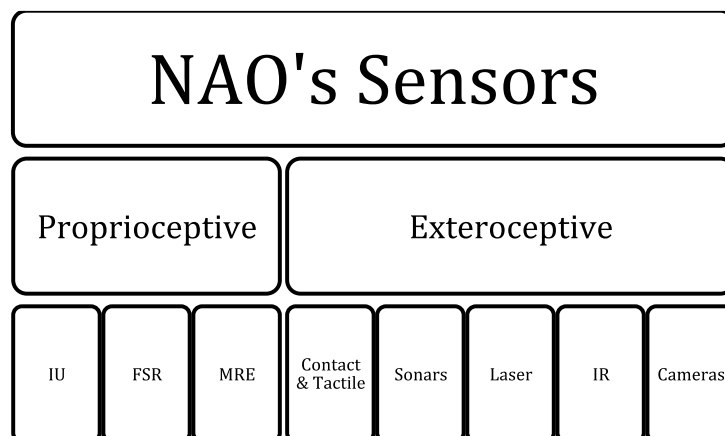 NAO's Sensors
Proprioceptive
Exteroceptive
IU
FSR
MRE
Contact
& Tactile
Sonars
Laser
IR
Cameras